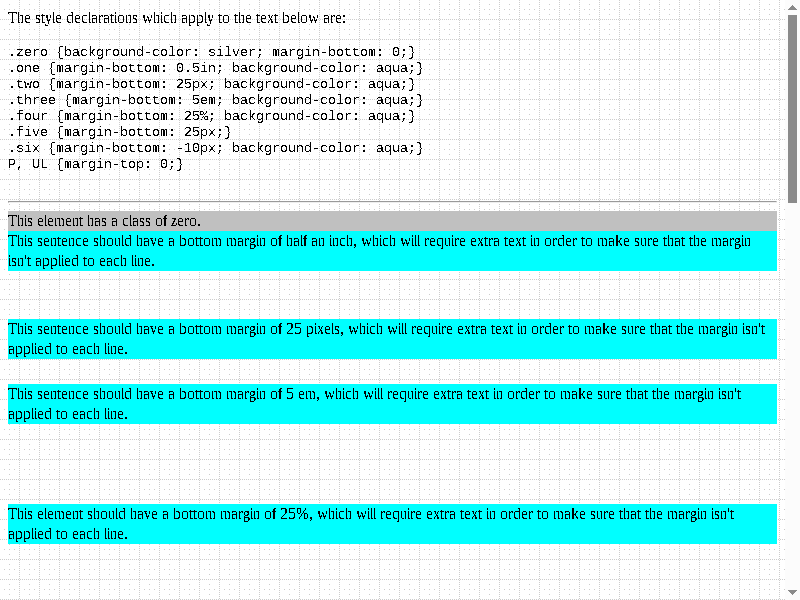 The style declarations which apply to the text below are:
.zero {background-color: silver; margin-bottom: 0;}
.one {margin-bottom: 0.5in; background-color: aqua;}
.two {margin-bottom: 25px; background-color: aqua;}
.three {margin-bottom: 5em; background-color: aqua;}
.four {margin-bottom: 25%; background-color: aqua;}
.five {margin-bottom: 25px;}
.six {margin-bottom: -10px; background-color: aqua;}
P, UL {margin-top: 0;}
This element has a class of zero.
This sentence should have a bottom margin of half an inch, which will require extra text in order to make sure that the margin
isn't applied to each line.
This sentence should have a bottom margin of 25 pixels, which will require extra text in order to make sure that the margin isn't
applied to each line.
This sentence should have a bottom margin of 5 em, which will require extra text in order to make sure that the margin isn't
applied to each line.
This element should have a bottom margin of 25%, which will require extra text in order to make sure that the margin isn't
applied to each line.